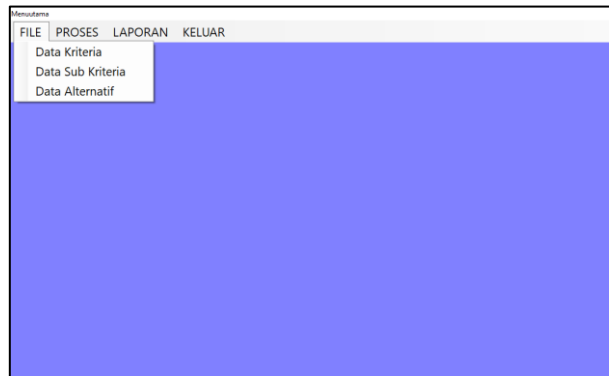 Menuutama
FILE PROSES LAPORAN KELUAR
Data Kriteria
Data Sub Kriteria
Data Alternatif